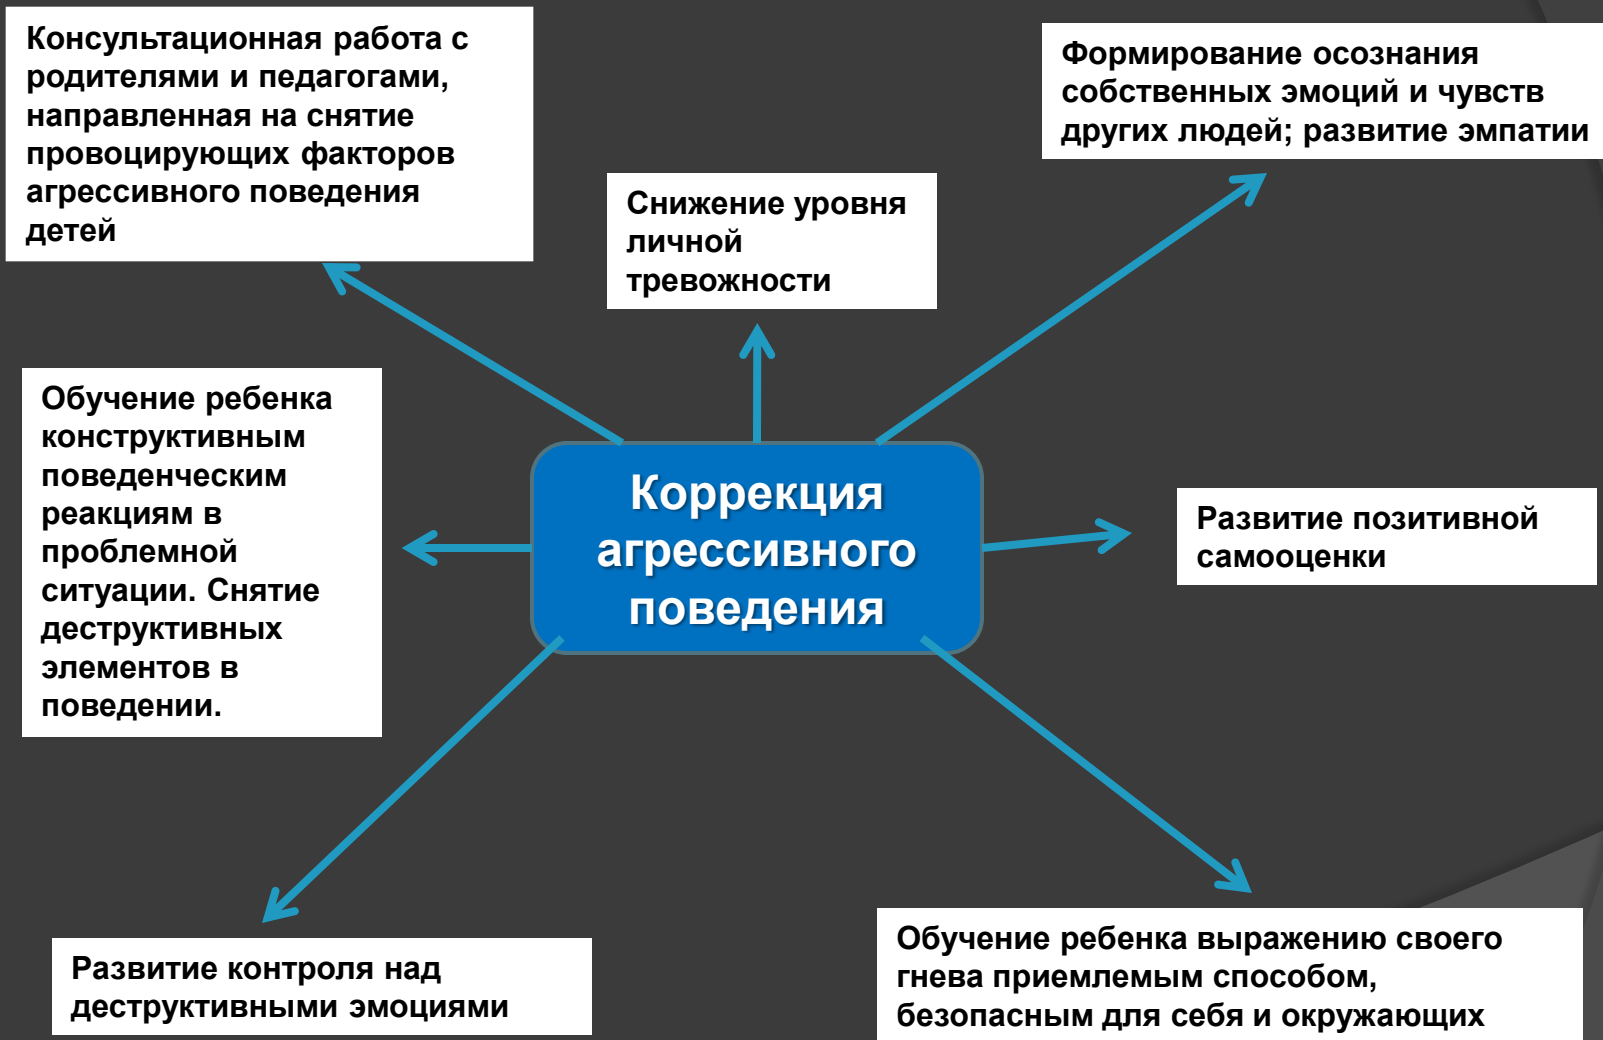 Консультационная работа с
родителями и педагогами,
направленная на снятие
провоцирующих факторов
агрессивного поведения
детей
Формирование осознания
собственных эмоций и чувств
других людей; развитие эмпатии
Снижение уровня
личной
тревожности
Обучение ребенка
конструктивным
поведенческим
реакциям в
проблемной
ситуации. Снятие
деструктивных
элементов в
поведении.
Коррекция
агрессивного
поведения
Развитие позитивной
самооценки
Развитие контроля над
деструктивными эмоциями
Обучение ребенка выражению своего
гнева приемлемым способом,
безопасным для себя и окружающих